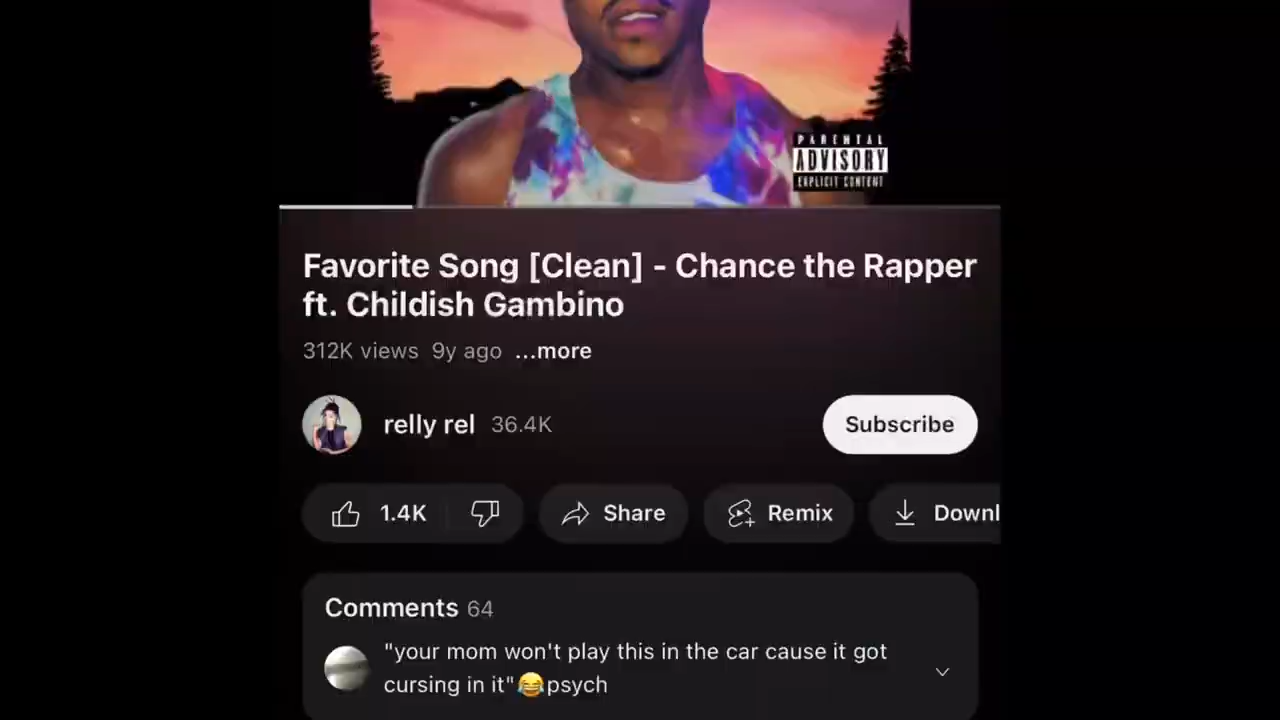 PARENTAL
ADVISORY
EXPLICIT CONTENT
Favorite Song [Clean] - Chance the Rapper
ft. Childish Gambino
312K views 9y ago ...more
relly rel 36.4K Subscribe
1.4K Share Remix Downl
Comments 64
"your mom won't play this in the car cause it got
cursing in it"😂psych